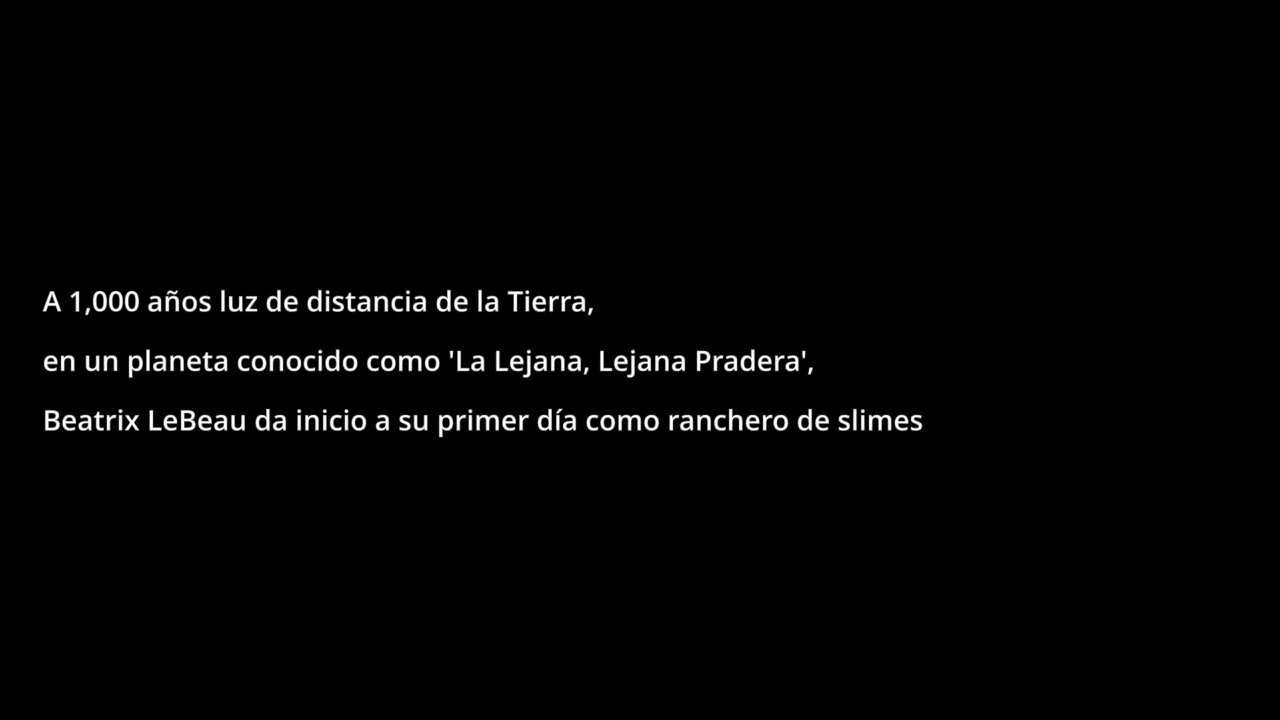 A 1,000 años luz de distancia de la Tierra,
en un planeta conocido como 'La Lejana, Lejana Pradera',
Beatrix LeBeau da inicio a su primer día como ranchero de slimes